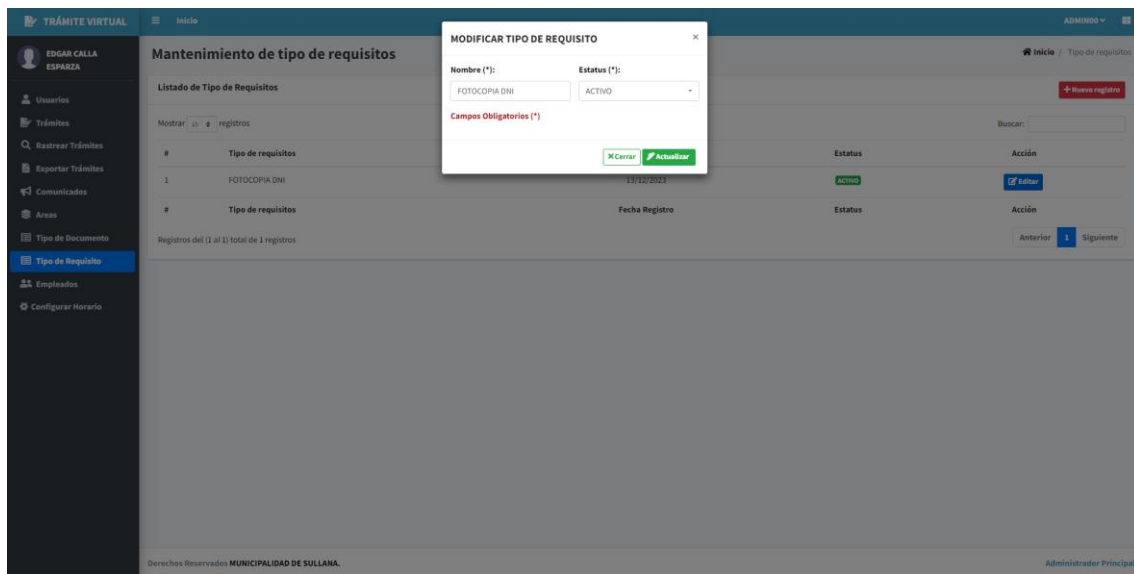 TRÁMITE VIRTUAL
Inicio
ADMIN00
EDGAR CALLA
ESPARZA
Usuarios
Trámites
Rastrear Trámites
Exportar Trámites
Comunicados
Areas
Tipo de Documento
Tipo de Requisito
Empleados
Configurar Horario
Mantenimiento de tipo de requisitos
Inicio / Tipo de requisitos
Listado de Tipo de Requisitos
+ Nuevo registro
Mostrar 10 registros
Buscar:
# Tipo de requisitos Estatus Acción
1 FOTOCOPIA DNI 13/12/2023 ACTIVO Editar
# Tipo de requisitos Fecha Registro Estatus Acción
Registros del (1 al 1) total de 1 registros
Anterior 1 Siguiente
MODIFICAR TIPO DE REQUISITO ×
Nombre (*): Estatus (*):
FOTOCOPIA DNI ACTIVO
Campos Obligatorios (*)
Cerrar Actualizar
Derechos Reservados MUNICIPALIDAD DE SULLANA.
Administrador Principal